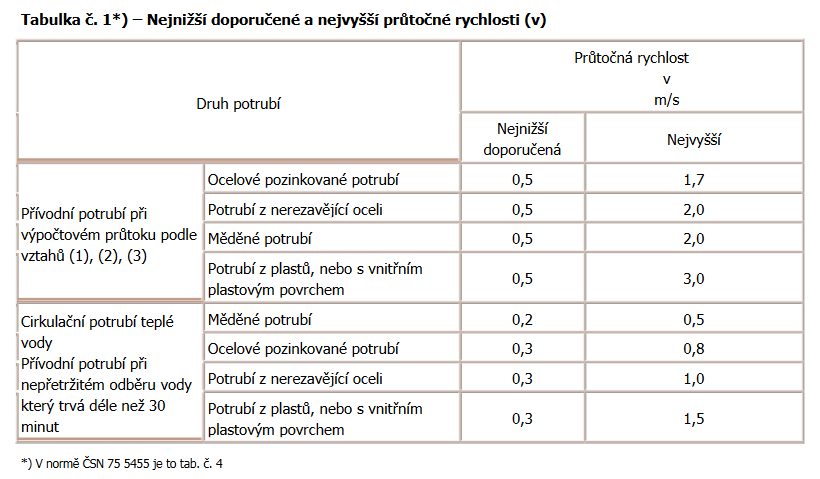 Tabulka č. 1*) – Nejnižší doporučené a nejvyšší průtočné rychlosti (v)
Druh potrubí
Průtočná rychlost
v
m/s
Nejnižší
doporučená
Nejvyšší
Přívodní potrubí při
výpočtovém průtoku podle
vztahů (1), (2), (3)
Ocelové pozinkované potrubí
0,5
1,7
Potrubí z nerezavějící oceli
0,5
2,0
Měděné potrubí
0,5
2,0
Potrubí z plastů, nebo s vnitřním
plastovým povrchem
0,5
3,0
Cirkulační potrubí teplé
vody
Přívodní potrubí při
nepřetržitém odběru vody
který trvá déle než 30
minut
Měděné potrubí
0,2
0,5
Ocelové pozinkované potrubí
0,3
0,8
Potrubí z nerezavějící oceli
0,3
1,0
Potrubí z plastů, nebo s vnitřním
plastovým povrchem
0,3
1,5
*) V normě ČSN 75 5455 je to tab. č. 4